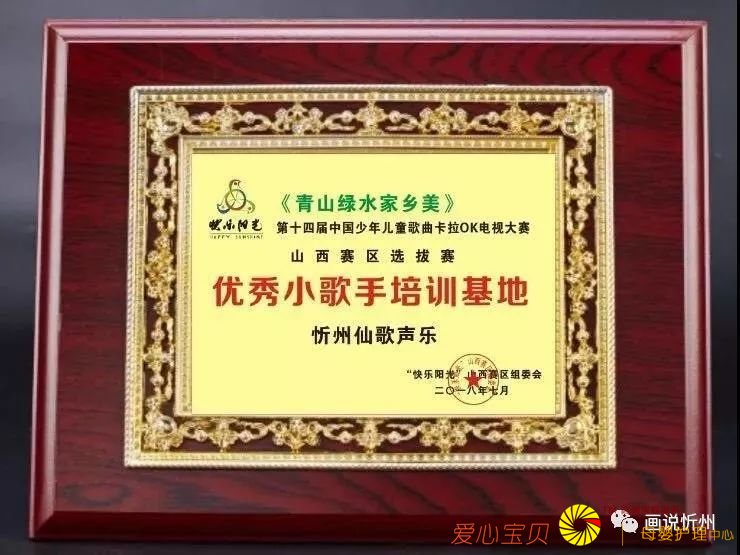 《青山绿水家乡美》
快乐阳光
HAPPY SUNSHINE
第十四届中国少年儿童歌曲卡拉OK电视大赛
山西赛区选拔赛
优秀小歌手培训基地
忻州仙歌声乐
“快乐阳光”山西赛区组委会
二〇一八年七月
爱心宝贝
母婴护理中心
画说忻州